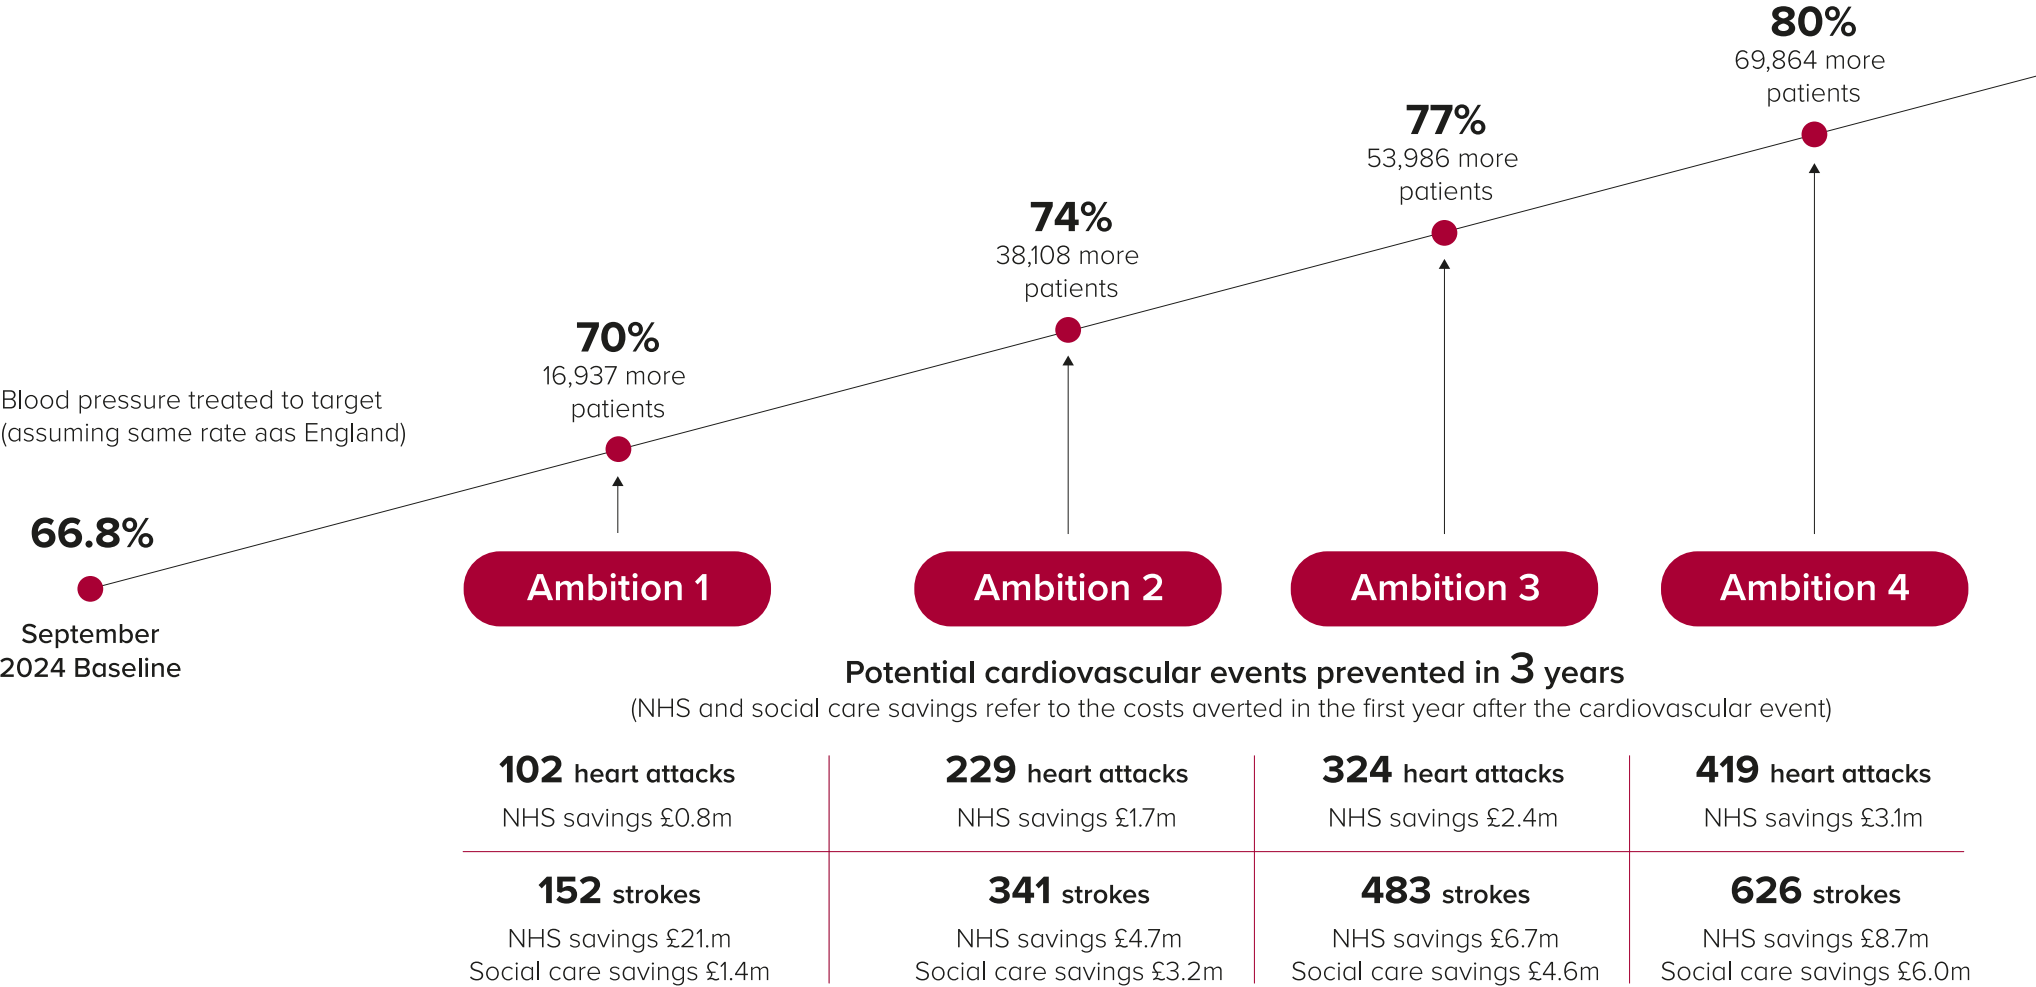 80%
69,864 more
patients
77%
53,986 more
patients
74%
38,108 more
patients
70%
16,937 more
patients
Blood pressure treated to target
(assuming same rate aas England)
66.8%
September
2024 Baseline
Ambition 1
Ambition 2
Ambition 3
Ambition 4
Potential cardiovascular events prevented in 3 years
(NHS and social care savings refer to the costs averted in the first year after the cardiovascular event)
102 heart attacks
NHS savings £0.8m
229 heart attacks
NHS savings £1.7m
324 heart attacks
NHS savings £2.4m
419 heart attacks
NHS savings £3.1m
152 strokes
NHS savings £21.m
Social care savings £1.4m
341 strokes
NHS savings £4.7m
Social care savings £3.2m
483 strokes
NHS savings £6.7m
Social care savings £4.6m
626 strokes
NHS savings £8.7m
Social care savings £6.0m